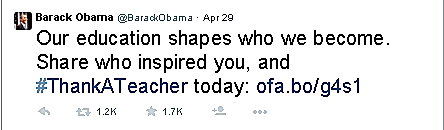 Barack Obama @BarackObama · Apr 29
Our education shapes who we become.
Share who inspired you, and
#ThankATeacher today: ofa.bo/g4s1
1.2K 1.7K